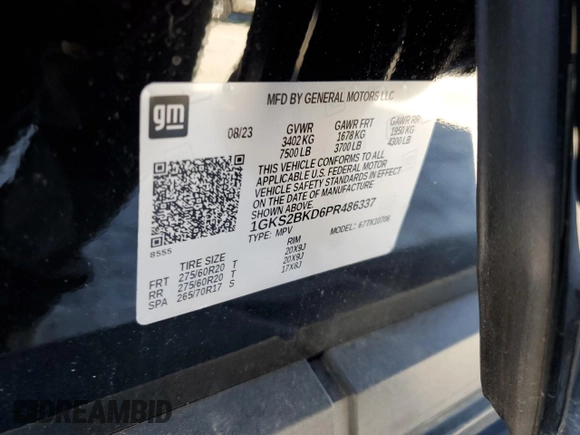 gm
MFD BY GENERAL MOTORS LLC
08/23 GVWR GAWR FRT GAWR RR
3402 KG 1678 KG 1950 KG
7500 LB 3700 LB 4300 LB
THIS VEHICLE CONFORMS TO ALL
APPLICABLE U.S. FEDERAL MOTOR
VEHICLE SAFETY STANDARDS IN EFFECT
ON THE DATE OF MANUFACTURE
SHOWN ABOVE.
1GKS2BKD6PR486337
TYPE: MPV MODEL: 67TK10706
8555
TIRE SIZE RIM
FRT 275/60R20 T 20X9J
RR 275/60R20 T 20X9J
SPA 265/70R17 S 17X8J
DREAMBID